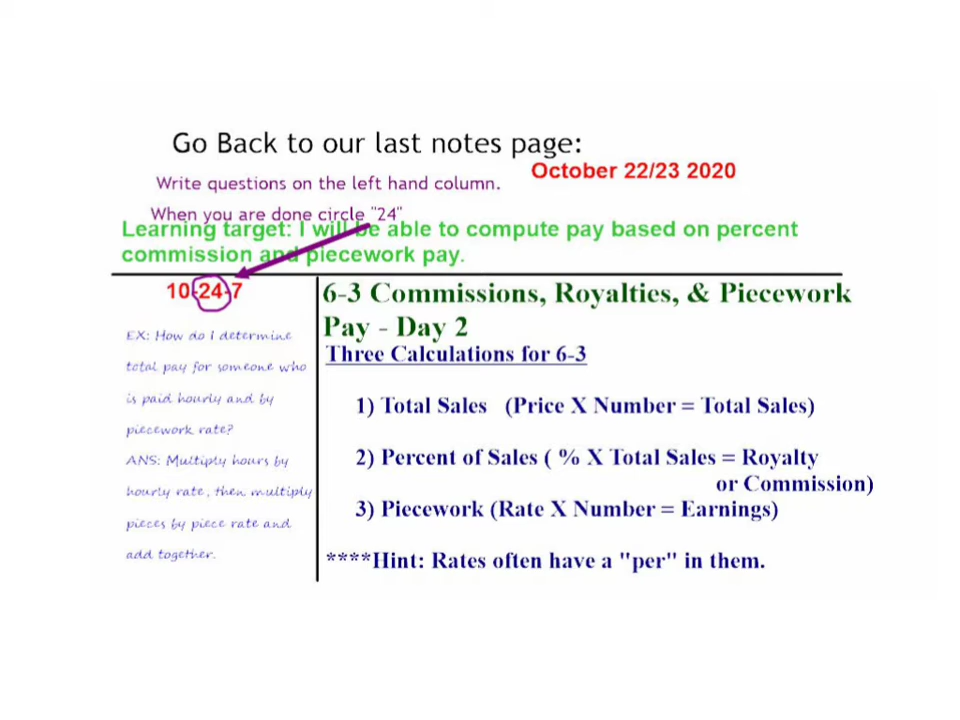 Go Back to our last notes page:
October 22/23 2020
Write questions on the left hand column.
When you are done circle "24"
Learning target: I will be able to compute pay based on percent
commission and piecework pay.
10-24-7
EX: How do I determine
total pay for someone who
is paid hourly and by
piecework rate?
ANS: Multiply hours by
hourly rate, then multiply
pieces by piece rate and
add together.
6-3 Commissions, Royalties, & Piecework
Pay - Day 2
Three Calculations for 6-3
1) Total Sales (Price X Number = Total Sales)
2) Percent of Sales ( % X Total Sales = Royalty
or Commission)
3) Piecework (Rate X Number = Earnings)
****Hint: Rates often have a "per" in them.